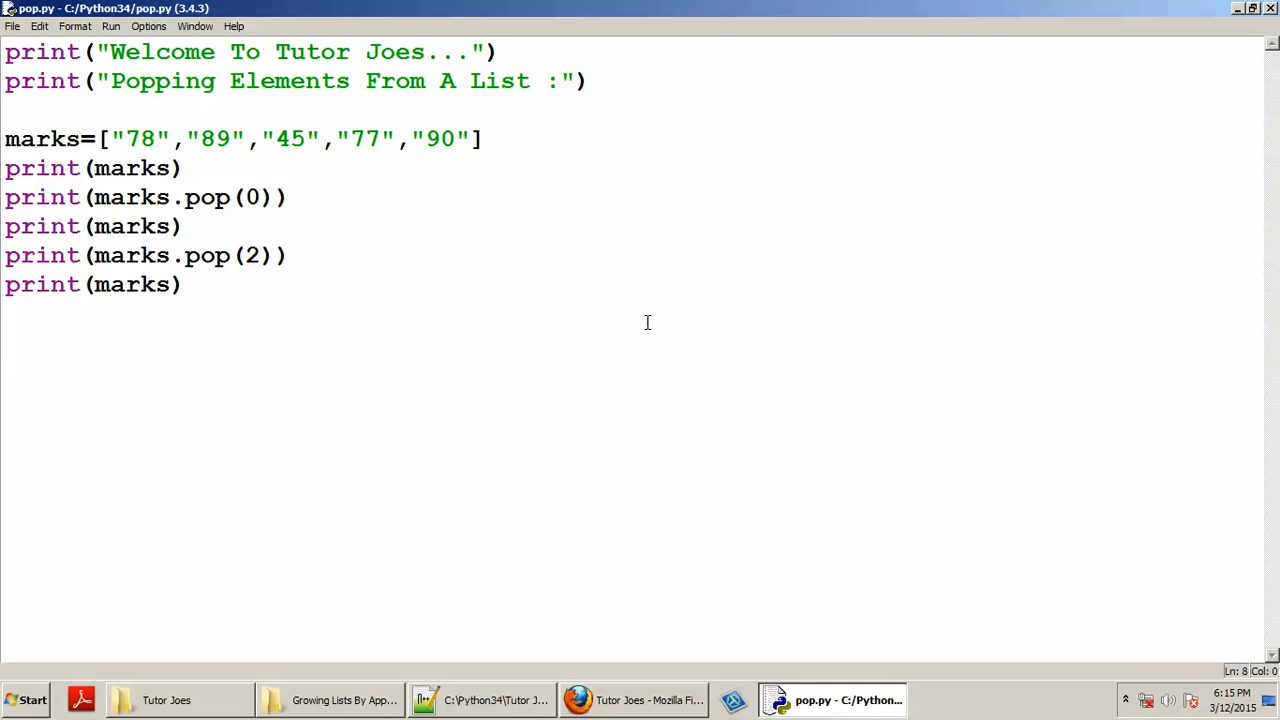 pop.py - C:/Python34/pop.py (3.4.3)
File Edit Format Run Options Window Help
print("Welcome To Tutor Joes...")
print("Popping Elements From A List :")
marks=["78","89","45","77","90"]
print(marks)
print(marks.pop(0))
print(marks)
print(marks.pop(2))
print(marks)
Ln: 8 Col: 0
Start Tutor Joes Growing Lists By App... C:\Python34\Tutor J... Tutor Joes - Mozilla Fi... pop.py - C:/Python... 6:15 PM
3/12/2015